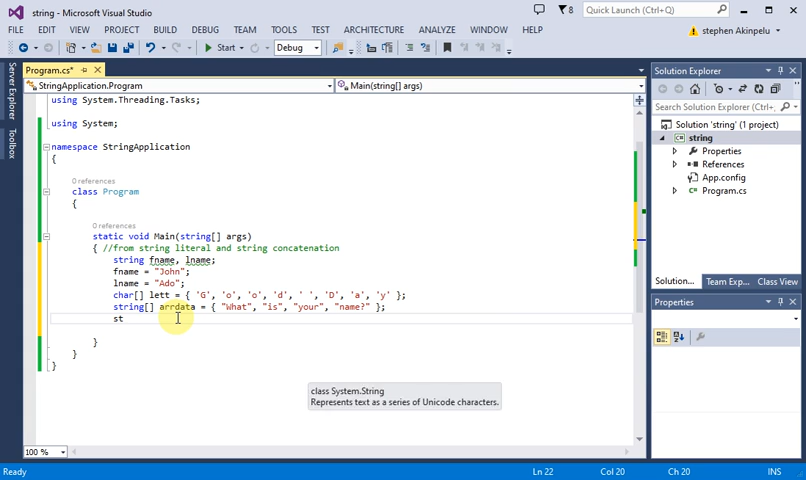 string - Microsoft Visual Studio
8
Quick Launch (Ctrl+Q)
FILE EDIT VIEW PROJECT BUILD DEBUG TEAM TOOLS TEST ARCHITECTURE ANALYZE WINDOW HELP
stephen Akinpelu
Start Debug
Server Explorer
Toolbox
Program.cs*
StringApplication.Program
Main(string[] args)
using System.Threading.Tasks;
using System;
namespace StringApplication
{
0 references
class Program
{
0 references
static void Main(string[] args)
{ //from string literal and string concatenation
string fname, lname;
fname = "John";
lname = "Ado";
char[] lett = { 'G', 'o', 'o', 'd', ' ', 'D', 'a', 'y' };
string[] arrdata = { "What", "is", "your", "name?" };
st
}
}
}
class System.String
Represents text as a series of Unicode characters.
100 %
Solution Explorer
Search Solution Explorer (Ctrl+;
Solution 'string' (1 project)
string
Properties
References
App.config
Program.cs
Solution... Team Exp... Class View
Properties
Ready
Ln 22 Col 20 Ch 20 INS